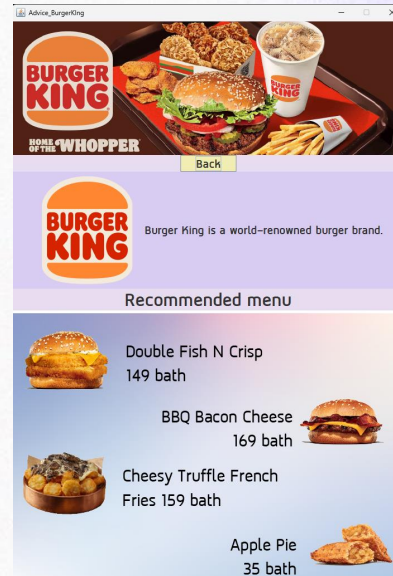 Advice_BurgerKIng
BURGER
KING
HOME OF THE WHOPPER
Back
BURGER
KING
Burger King is a world-renowned burger brand.
Recommended menu
Double Fish N Crisp
149 bath
BBQ Bacon Cheese
169 bath
Cheesy Truffle French
Fries 159 bath
Apple Pie
35 bath